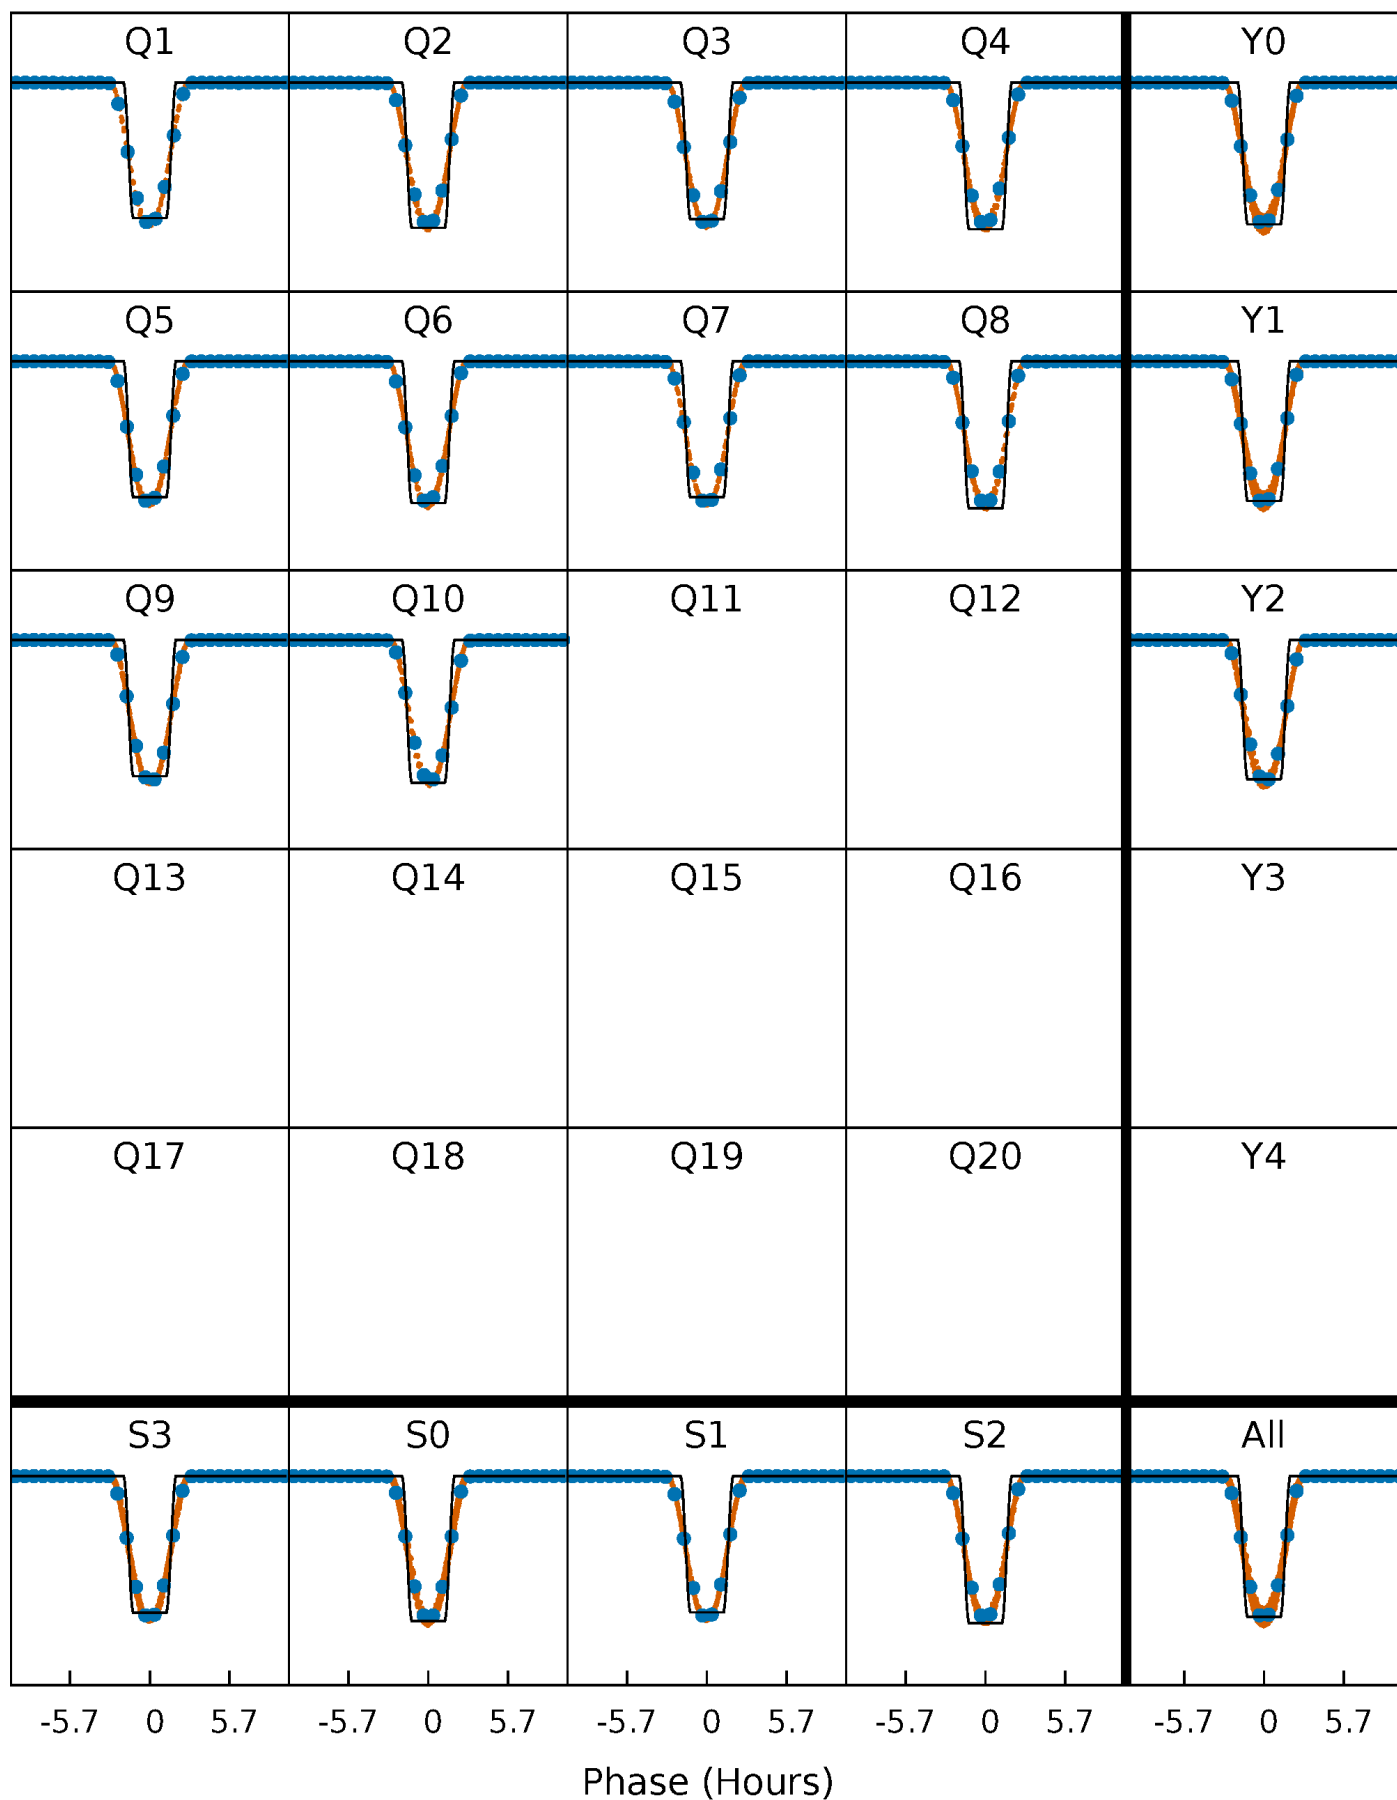 Q1 Q2 Q3 Q4 Y0
Q5 Q6 Q7 Q8 Y1
Q9 Q10 Q11 Q12 Y2
Q13 Q14 Q15 Q16 Y3
Q17 Q18 Q19 Q20 Y4
S3 S0 S1 S2 All
-5.7 0 5.7 -5.7 0 5.7 -5.7 0 5.7 -5.7 0 5.7 -5.7 0 5.7
Phase (Hours)